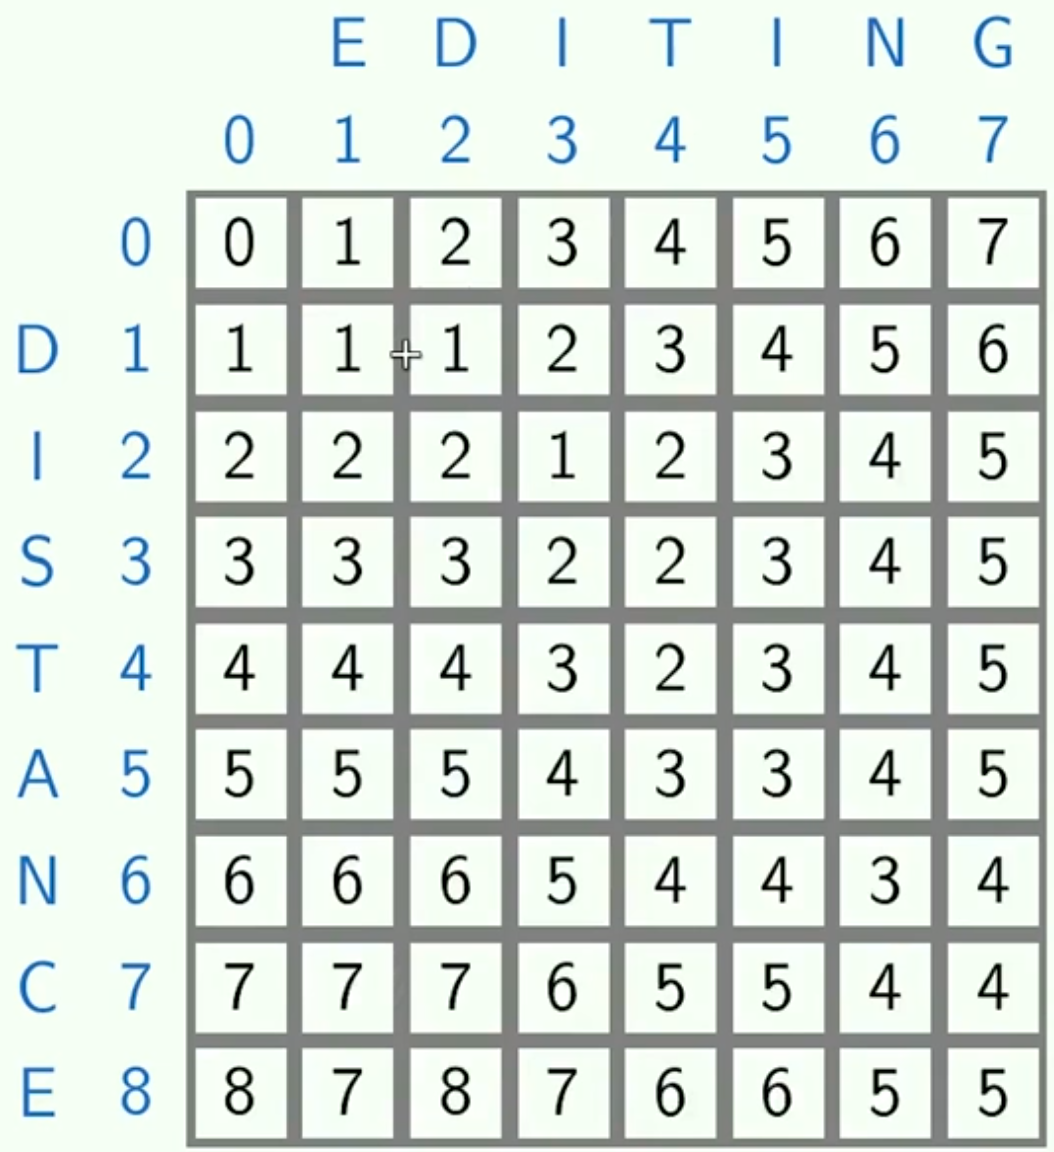 E D I T I N G
0 1 2 3 4 5 6 7
0 0 1 2 3 4 5 6 7
D 1 1 1 1 2 3 4 5 6
I 2 2 2 2 1 2 3 4 5
S 3 3 3 3 2 2 3 4 5
T 4 4 4 4 3 2 3 4 5
A 5 5 5 5 4 3 3 4 5
N 6 6 6 6 5 4 4 3 4
C 7 7 7 7 6 5 5 4 4
E 8 8 7 8 7 6 6 5 5